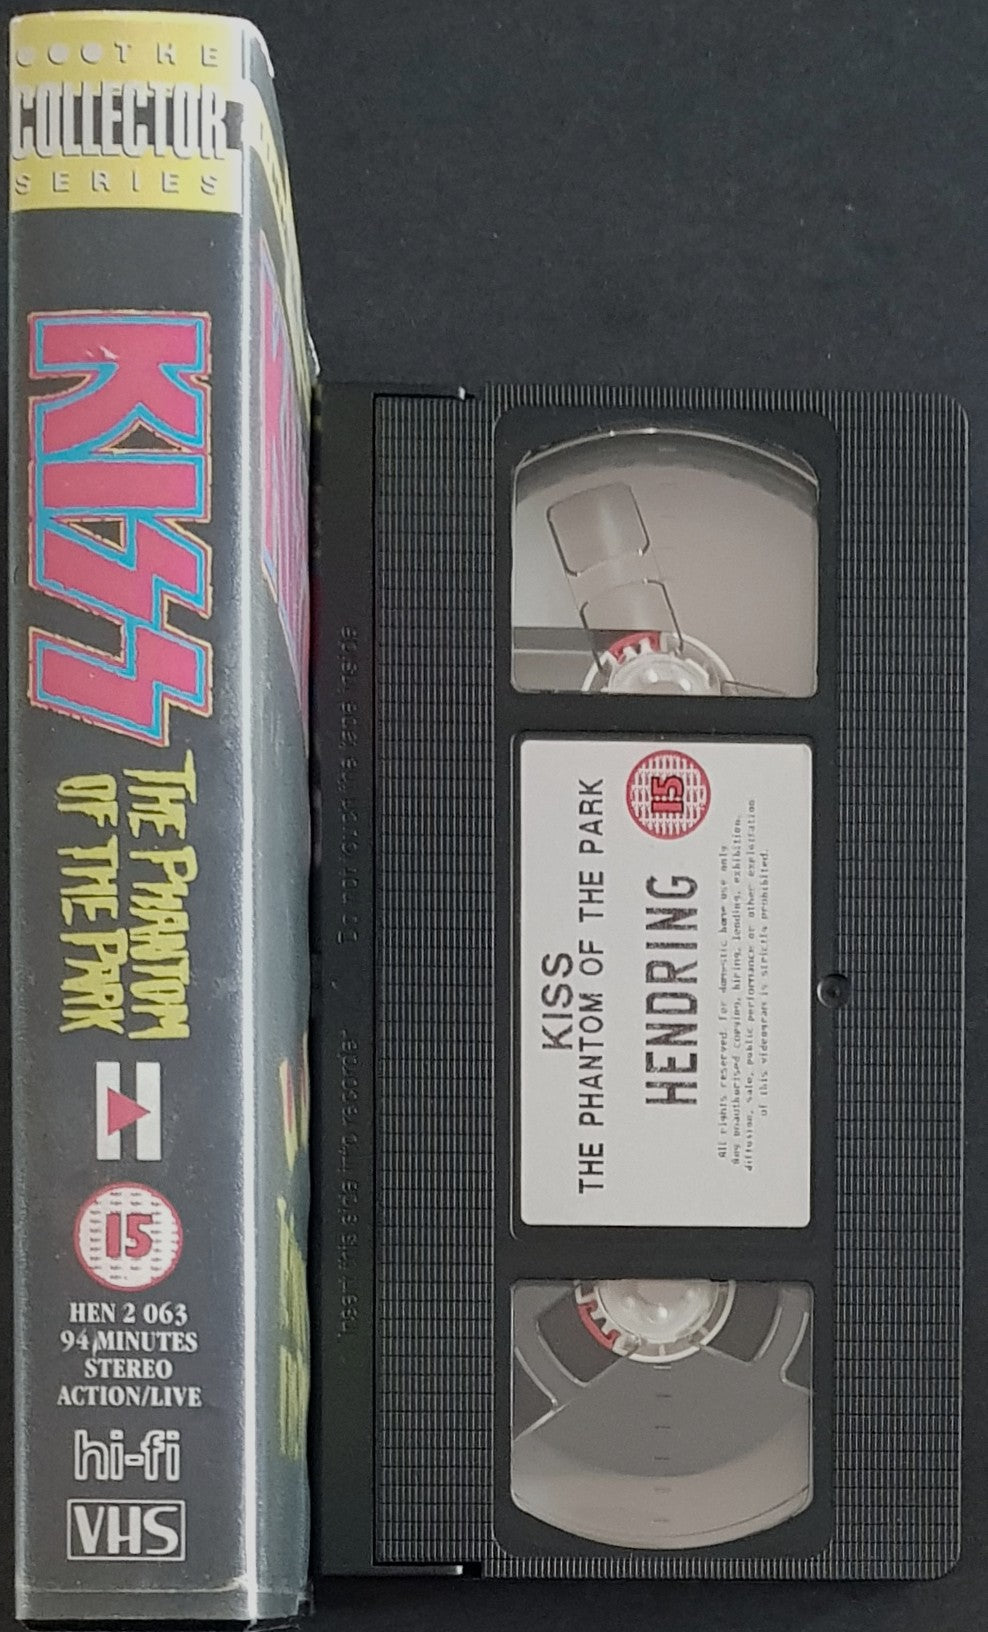 THE
COLLECTOR
SERIES
KISS
THE PHANTOM
OF THE PARK
H
15
HEN 2 063
94 MINUTES
STEREO
ACTION/LIVE
hi-fi
VHS
Insert this side into recorder
Do not touch the tape inside
KISS
THE PHANTOM OF THE PARK
15
HENDRING
All rights reserved. For domestic home use only.
Any unauthorised copying, hiring, lending, exhibition,
diffusion, sale, public performance or other exploitation
of this videogram is strictly prohibited.